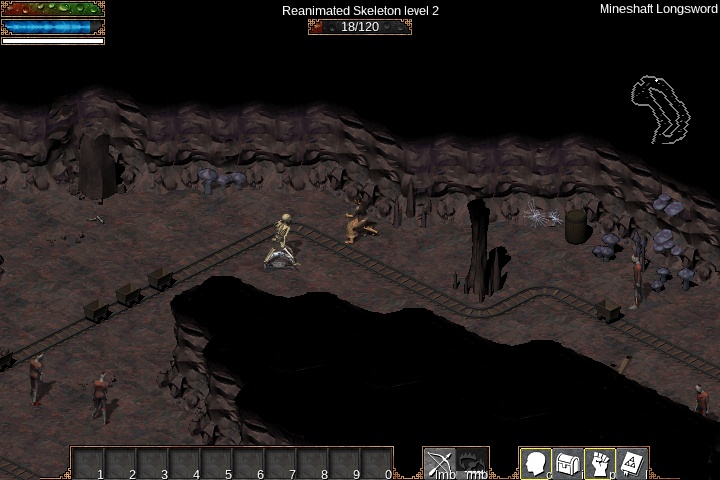 Reanimated Skeleton level 2
Mineshaft Longsword
18/120
1 2 3 4 5 6 7 8 9 0
lmb